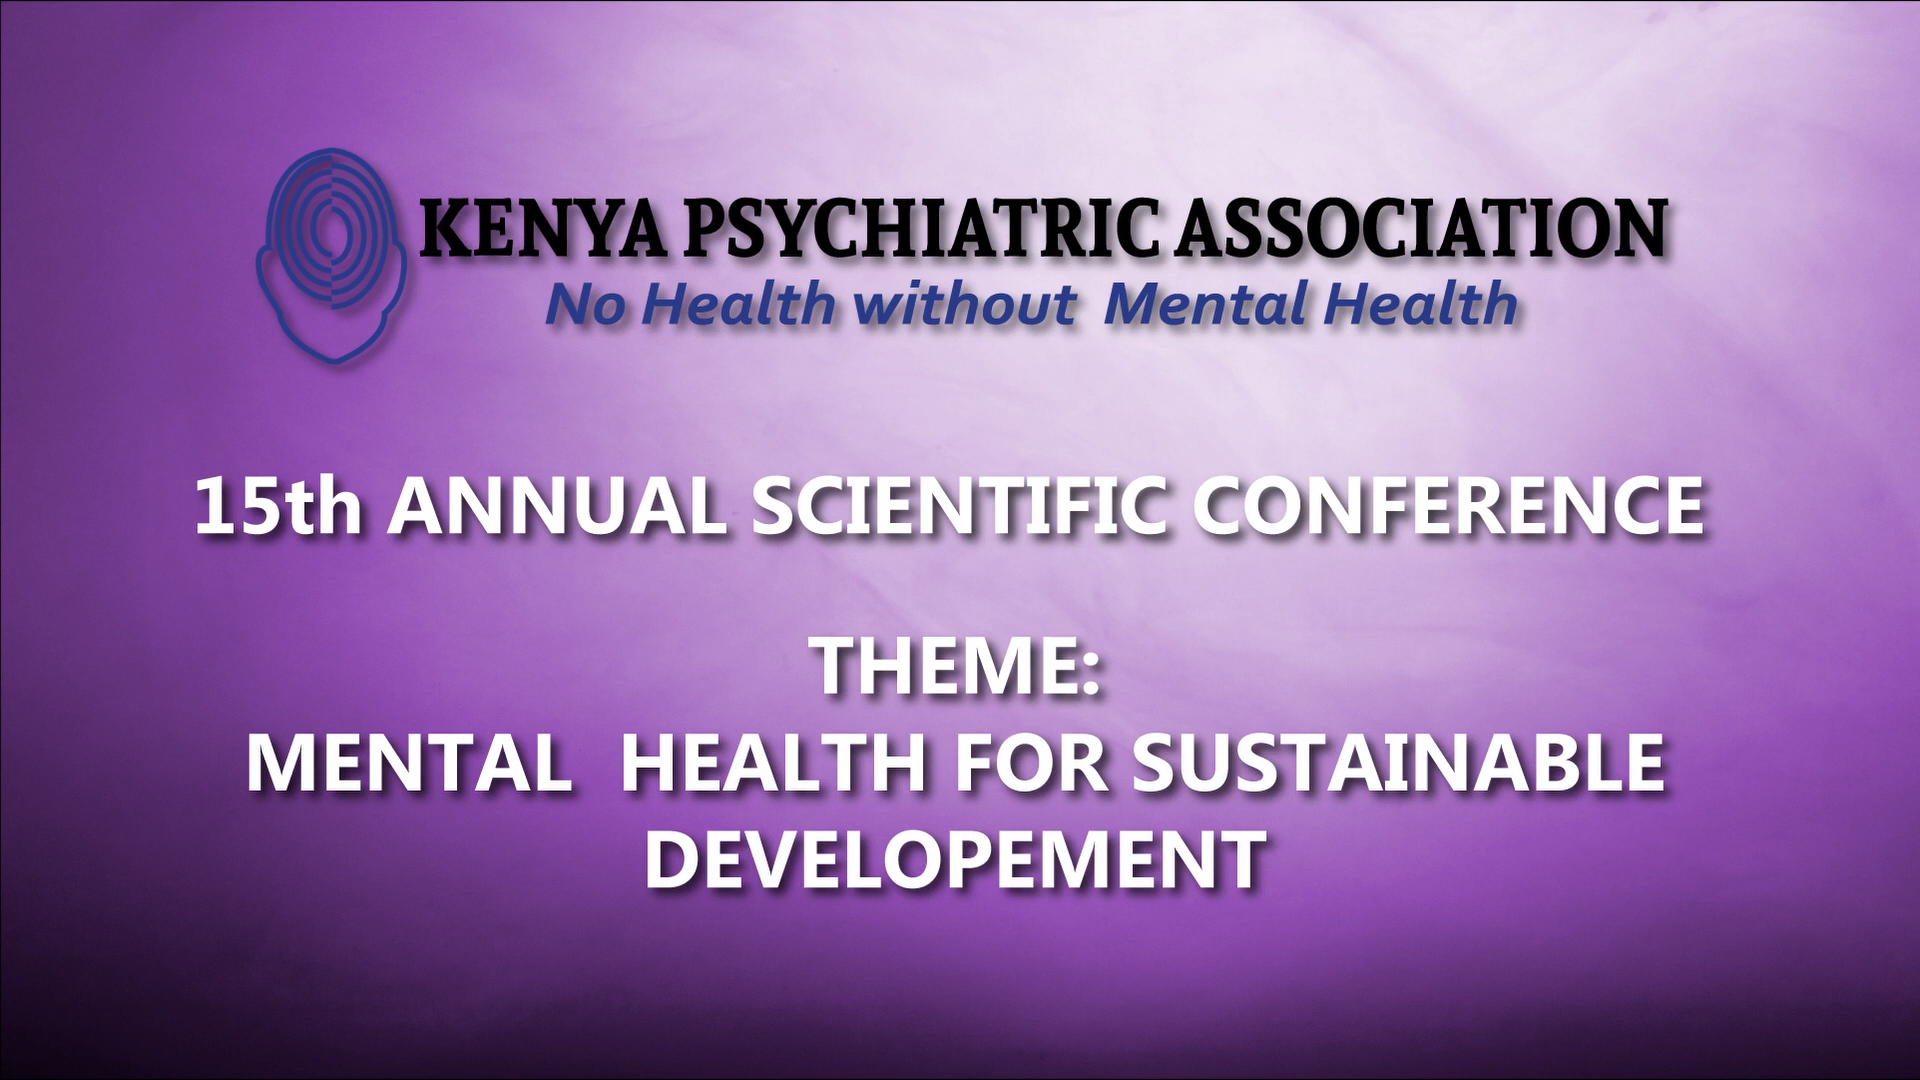 KENYA PSYCHIATRIC ASSOCIATION
No Health without Mental Health
15th ANNUAL SCIENTIFIC CONFERENCE
THEME:
MENTAL HEALTH FOR SUSTAINABLE
DEVELOPEMENT